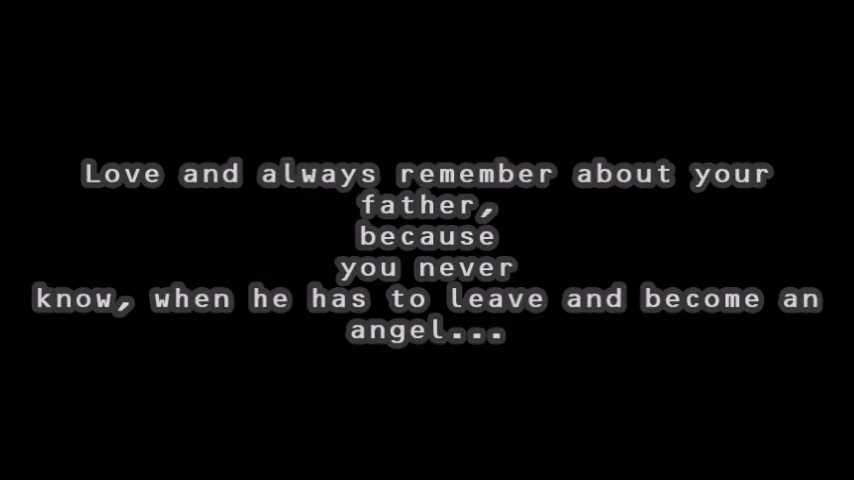 Love and always remember about your
father,
because
you never
know, when he has to leave and become an
angel...